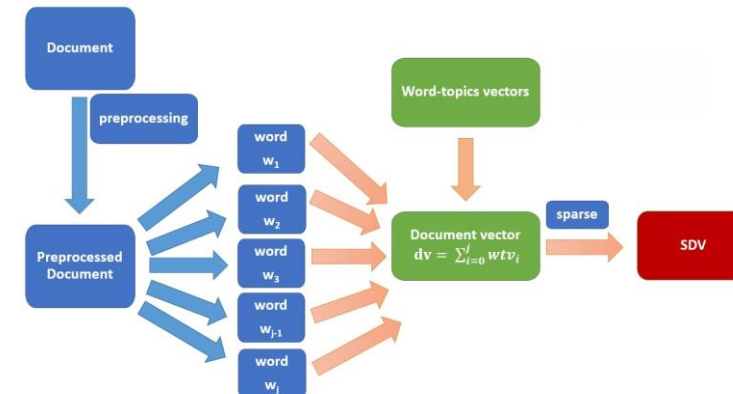 Document
preprocessing
Preprocessed
Document
word
w₁
word
w₂
word
w₃
word
wⱼ₋₁
word
wⱼ
Word-topics vectors
Document vector
dv = ∑ʲᵢ₌₀ wtvᵢ
sparse
SDV